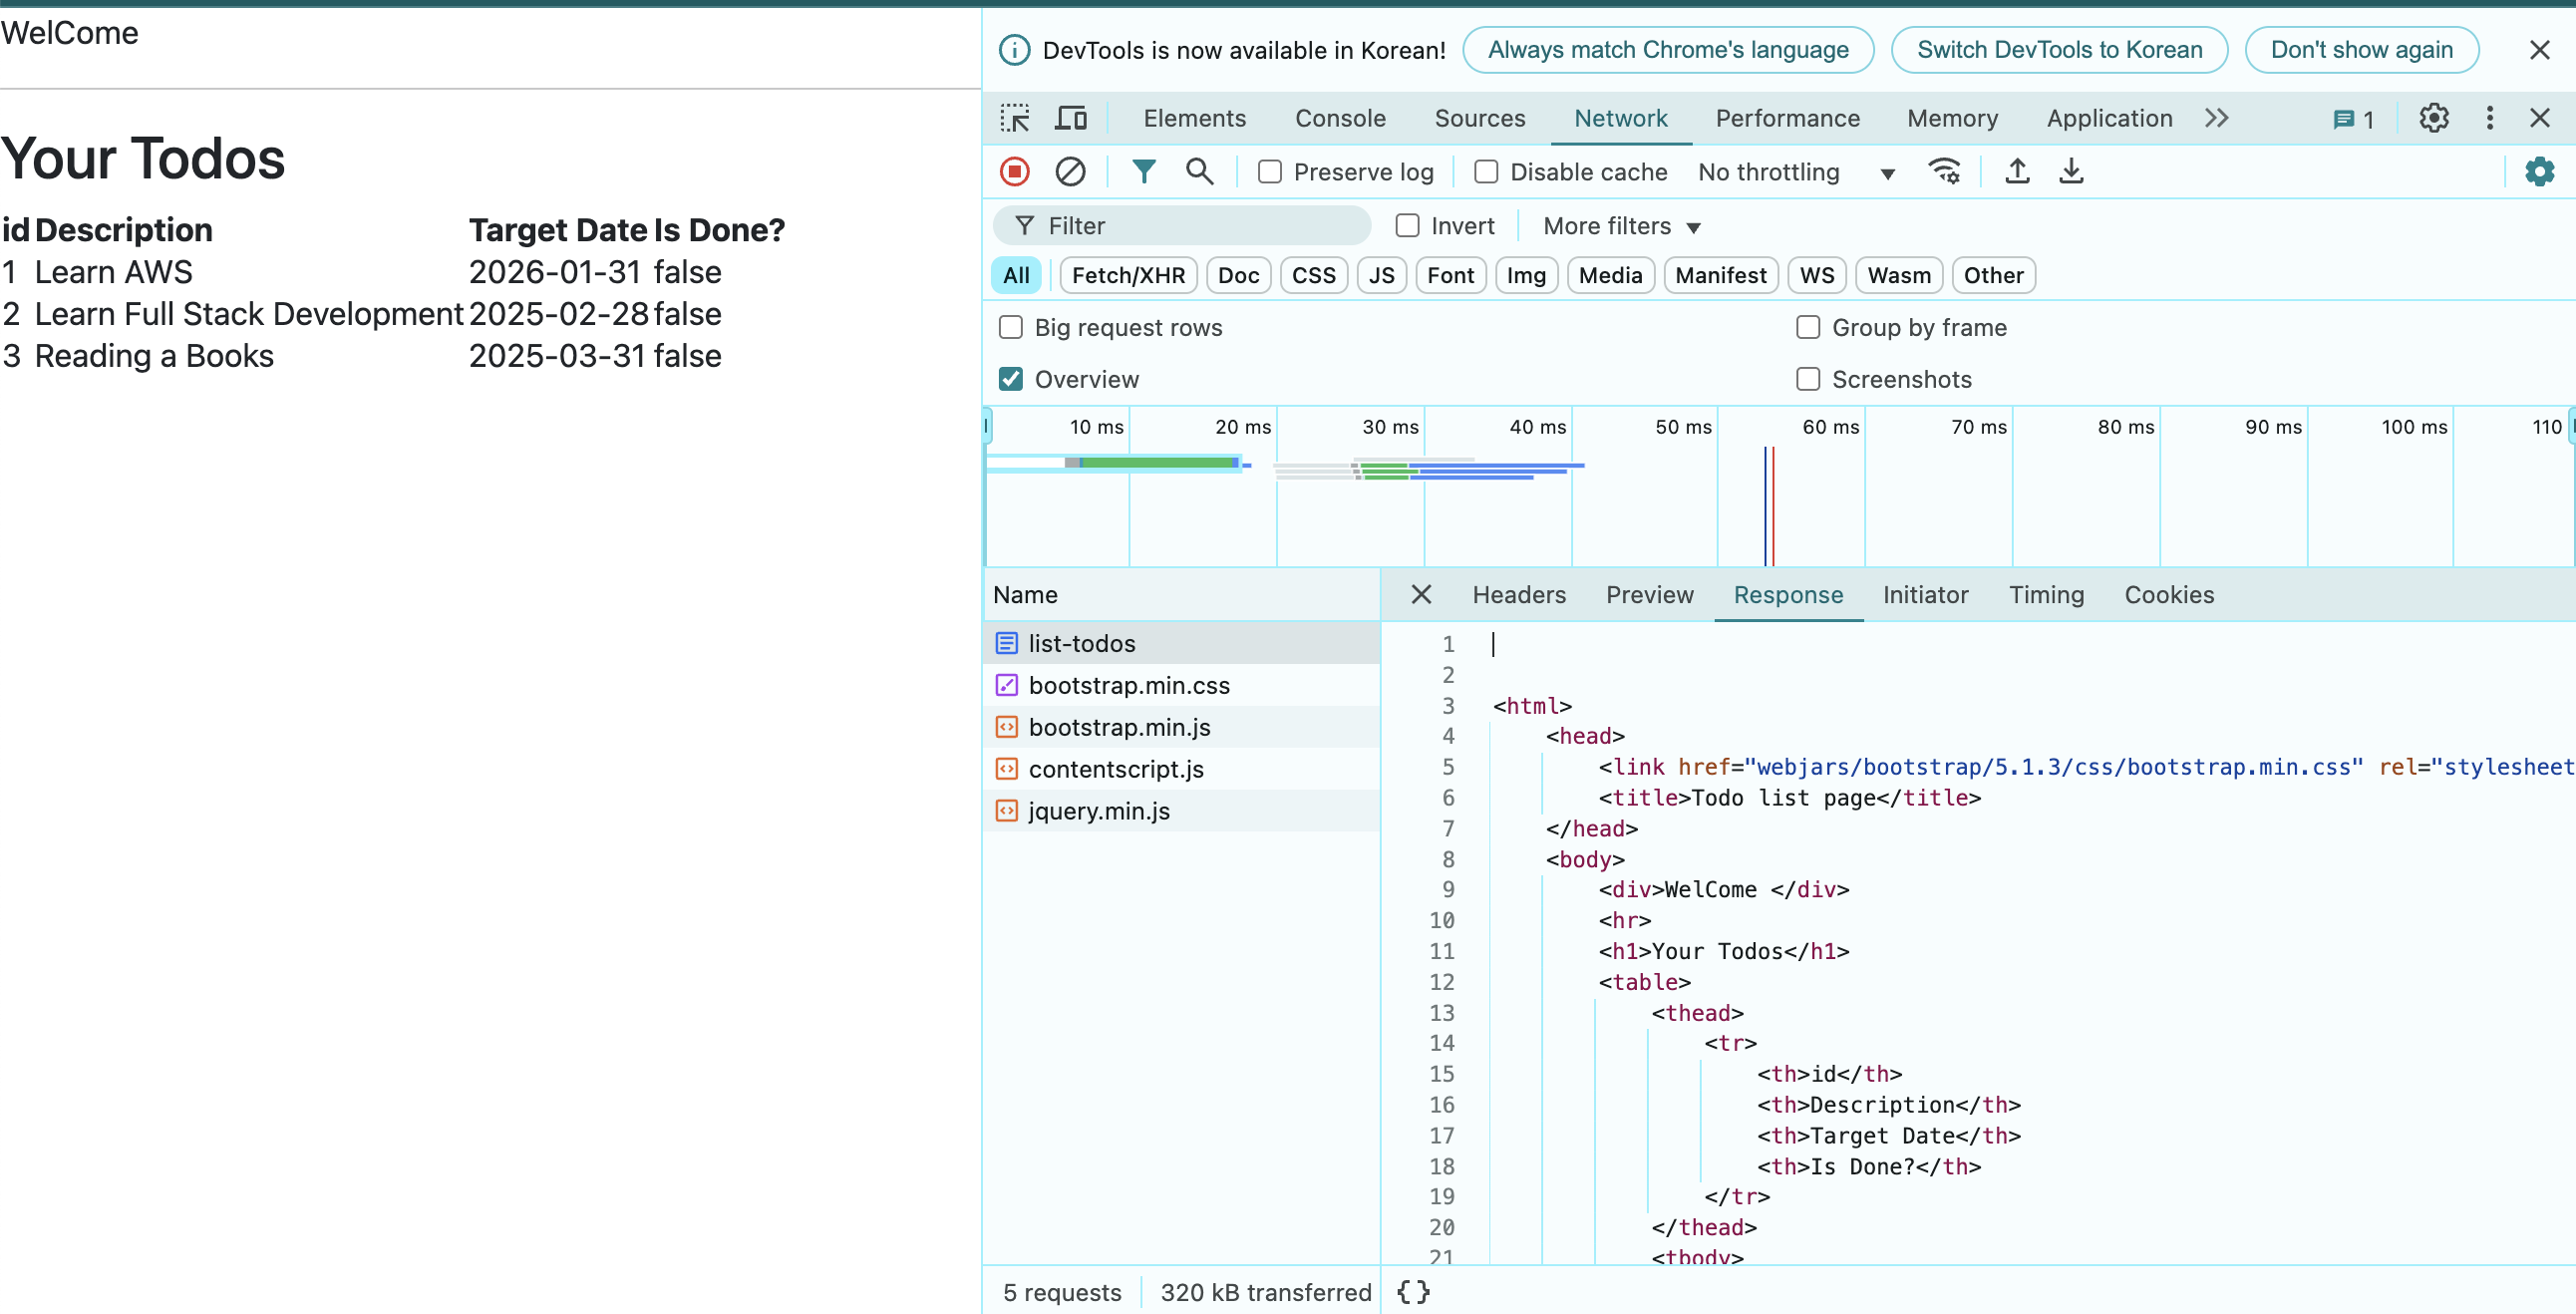 WelCome
Your Todos
id Description Target Date Is Done?
1 Learn AWS 2026-01-31 false
2 Learn Full Stack Development 2025-02-28 false
3 Reading a Books 2025-03-31 false
DevTools is now available in Korean! Always match Chrome's language Switch DevTools to Korean Don't show again
Elements Console Sources Network Performance Memory Application 1
Preserve log Disable cache No throttling
Filter Invert More filters
All Fetch/XHR Doc CSS JS Font Img Media Manifest WS Wasm Other
Big request rows Group by frame
Overview Screenshots
10 ms 20 ms 30 ms 40 ms 50 ms 60 ms 70 ms 80 ms 90 ms 100 ms 110
Name
list-todos
bootstrap.min.css
bootstrap.min.js
contentscript.js
jquery.min.js
Headers Preview Response Initiator Timing Cookies
1
2
3 <html>
4 <head>
5 <link href="webjars/bootstrap/5.1.3/css/bootstrap.min.css" rel="stylesheet
6 <title>Todo list page</title>
7 </head>
8 <body>
9 <div>WelCome </div>
10 <hr>
11 <h1>Your Todos</h1>
12 <table>
13 <thead>
14 <tr>
15 <th>id</th>
16 <th>Description</th>
17 <th>Target Date</th>
18 <th>Is Done?</th>
19 </tr>
20 </thead>
21 <tbody>
5 requests 320 kB transferred { }